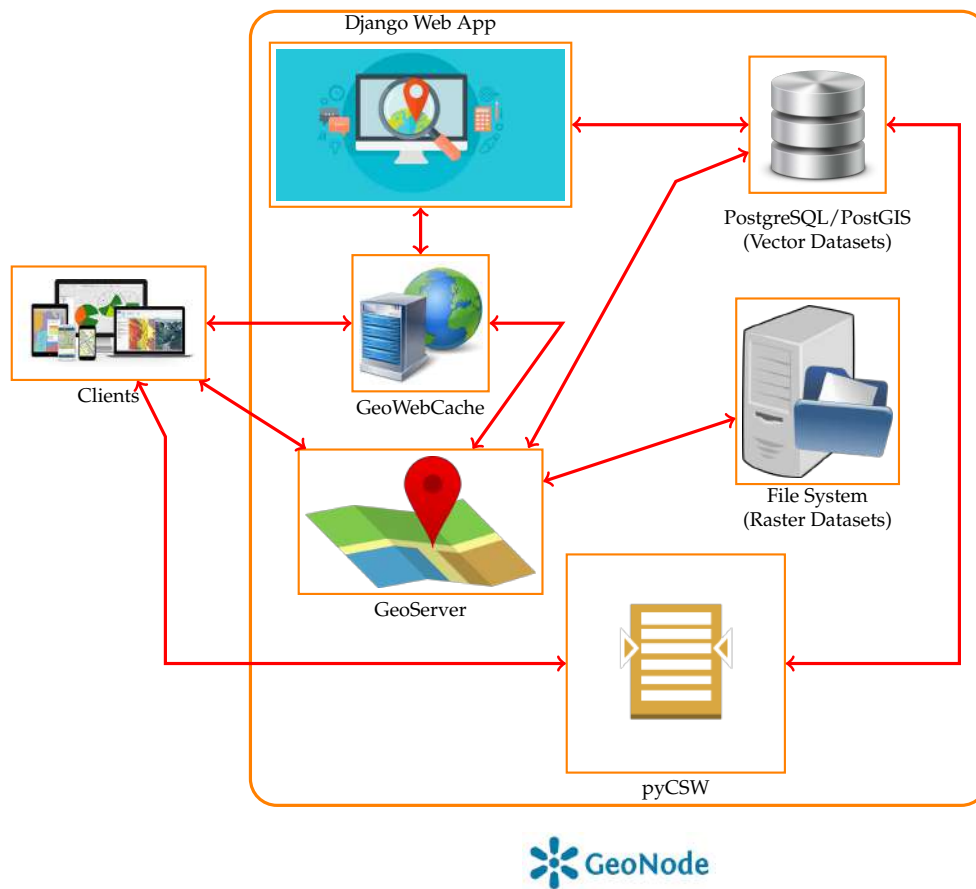 Django Web App
PostgreSQL/PostGIS
(Vector Datasets)
Clients
GeoWebCache
File System
(Raster Datasets)
GeoServer
pyCSW
GeoNode